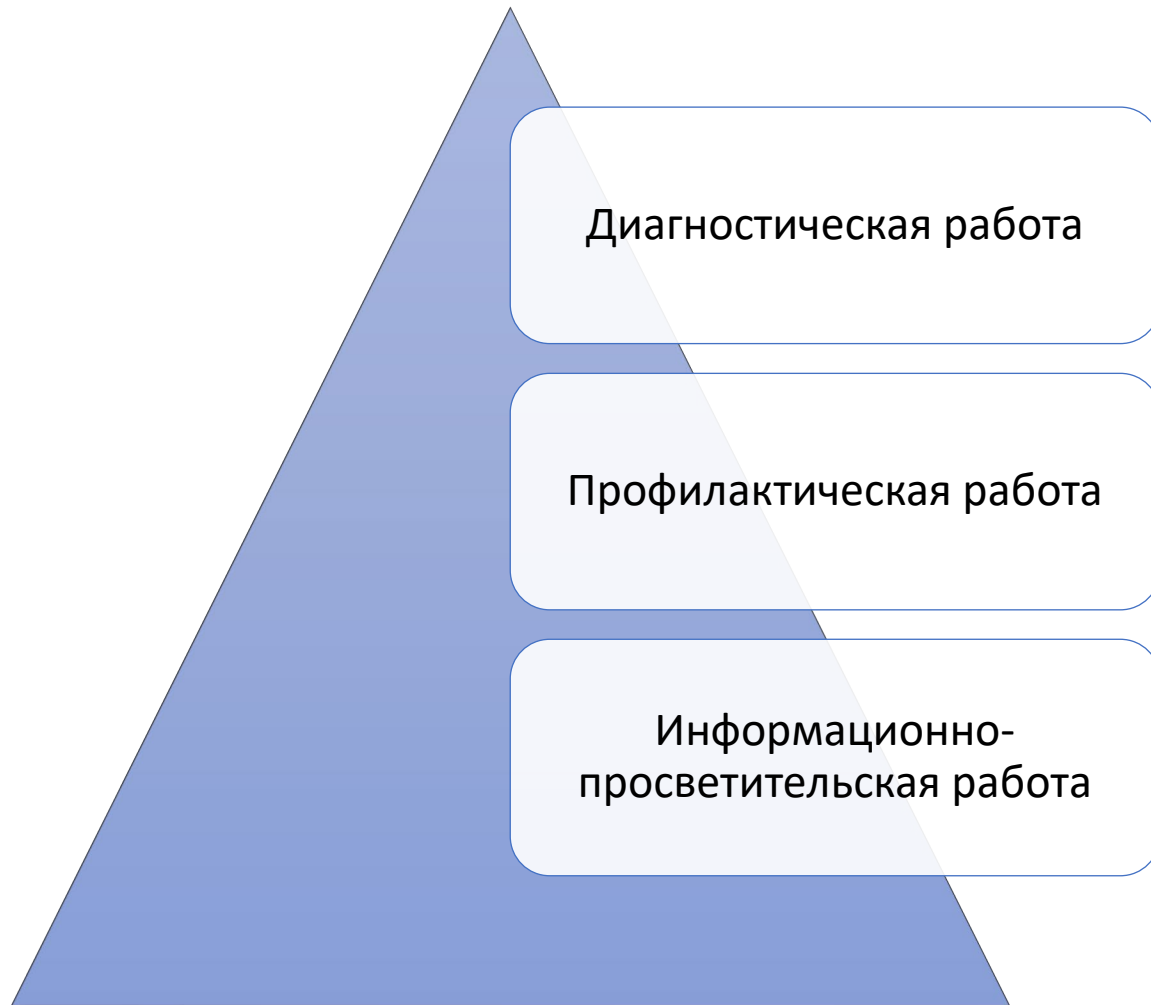 Диагностическая работа
Профилактическая работа
Информационно-
просветительская работа